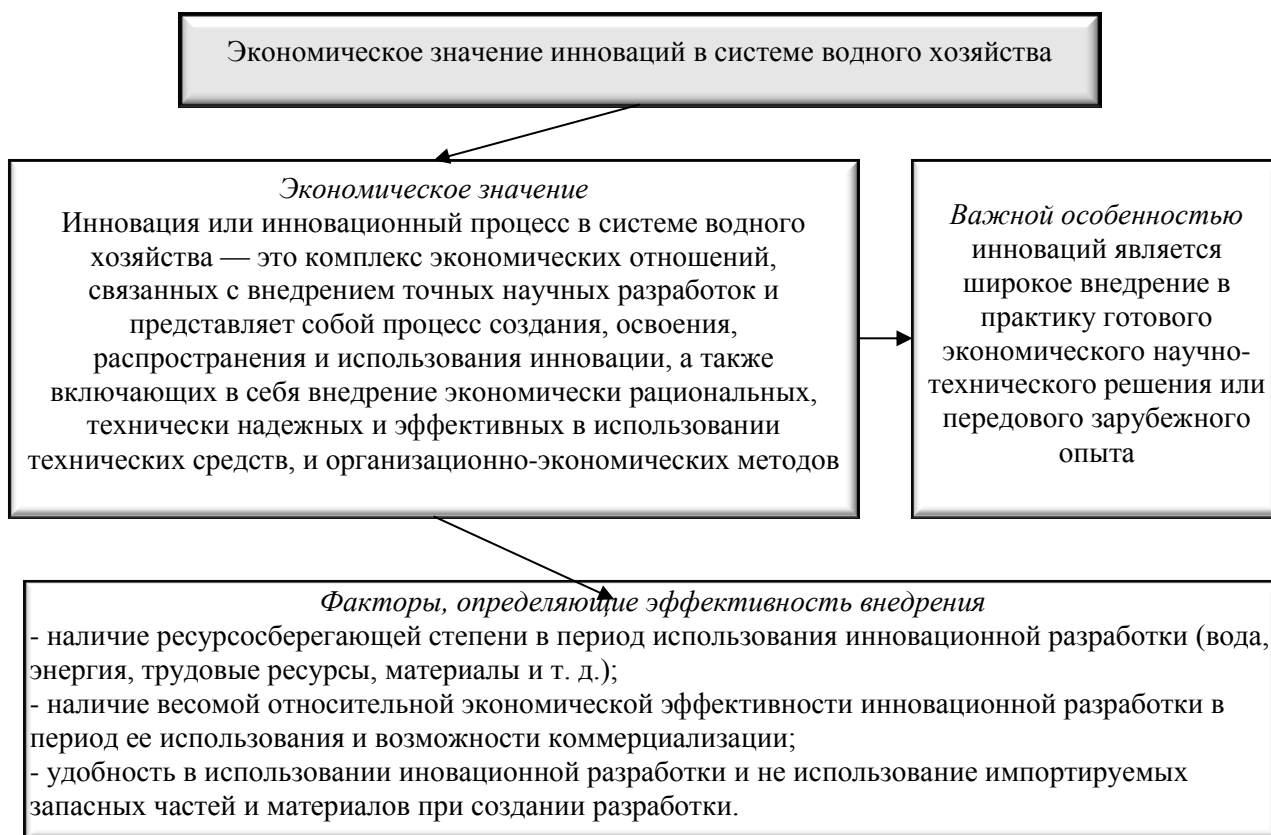 Экономическое значение инноваций в системе водного хозяйства
Экономическое значение
Инновация или инновационный процесс в системе водного
хозяйства — это комплекс экономических отношений,
связанных с внедрением точных научных разработок и
представляет собой процесс создания, освоения,
распространения и использования инновации, а также
включающих в себя внедрение экономически рациональных,
технически надежных и эффективных в использовании
технических средств, и организационно-экономических методов
Важной особенностью
инноваций является
широкое внедрение в
практику готового
экономического научно-
технического решения или
передового зарубежного
опыта
Факторы, определяющие эффективность внедрения
- наличие ресурсосберегающей степени в период использования инновационной разработки (вода,
энергия, трудовые ресурсы, материалы и т. д.);
- наличие весомой относительной экономической эффективности инновационной разработки в
период ее использования и возможности коммерциализации;
- удобность в использовании иновационной разработки и не использование импортируемых
запасных частей и материалов при создании разработки.